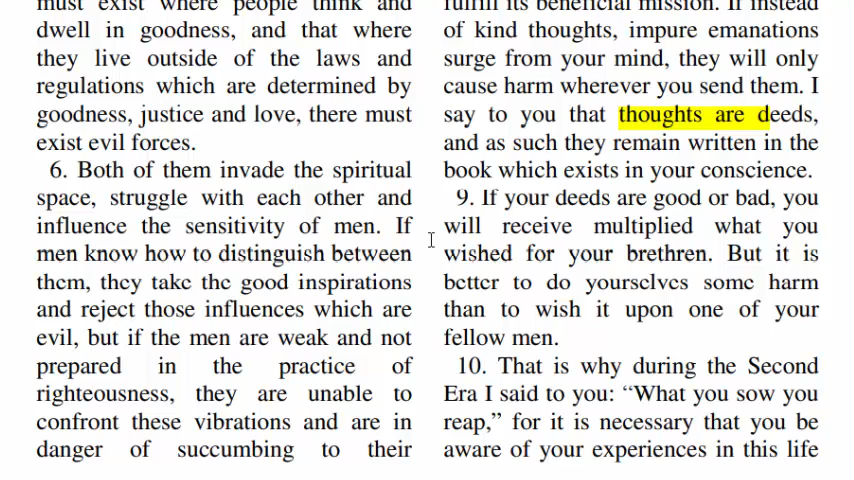 must exist where people think and
dwell in goodness, and that where
they live outside of the laws and
regulations which are determined by
goodness, justice and love, there must
exist evil forces.
6. Both of them invade the spiritual
space, struggle with each other and
influence the sensitivity of men. If
men know how to distinguish between
them, they take the good inspirations
and reject those influences which are
evil, but if the men are weak and not
prepared in the practice of
righteousness, they are unable to
confront these vibrations and are in
danger of succumbing to their
fulfill its beneficial mission. If instead
of kind thoughts, impure emanations
surge from your mind, they will only
cause harm wherever you send them. I
say to you that thoughts are deeds,
and as such they remain written in the
book which exists in your conscience.
9. If your deeds are good or bad, you
will receive multiplied what you
wished for your brethren. But it is
better to do yourselves some harm
than to wish it upon one of your
fellow men.
10. That is why during the Second
Era I said to you: “What you sow you
reap,” for it is necessary that you be
aware of your experiences in this life